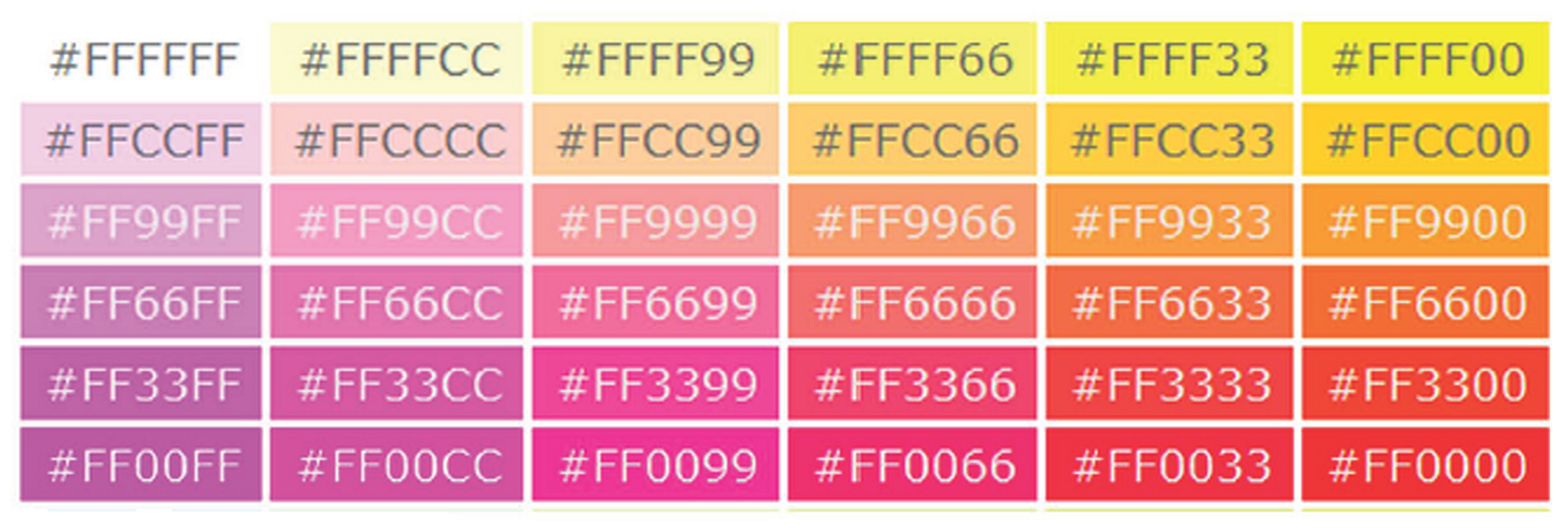 #FFFFFF #FFFFCC #FFFF99 #FFFF66 #FFFF33 #FFFF00
#FFCCFF #FFCCCC #FFCC99 #FFCC66 #FFCC33 #FFCC00
#FF99FF #FF99CC #FF9999 #FF9966 #FF9933 #FF9900
#FF66FF #FF66CC #FF6699 #FF6666 #FF6633 #FF6600
#FF33FF #FF33CC #FF3399 #FF3366 #FF3333 #FF3300
#FF00FF #FF00CC #FF0099 #FF0066 #FF0033 #FF0000